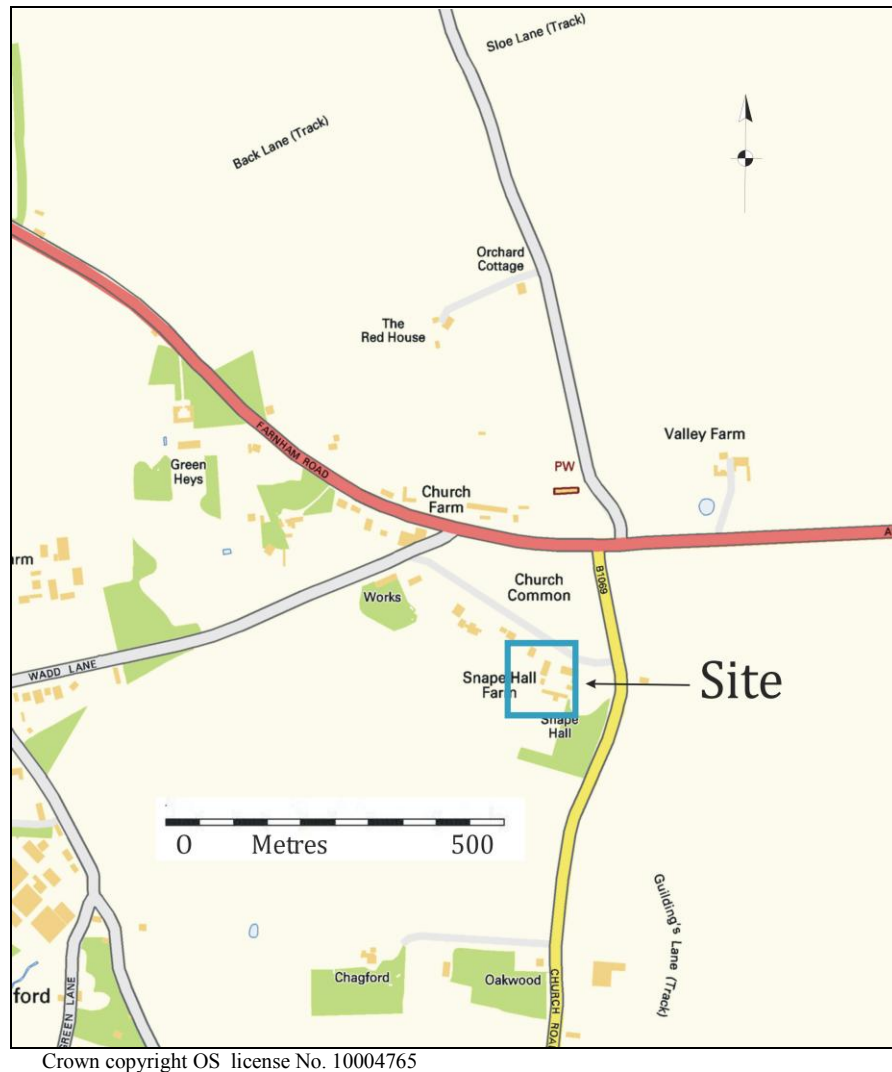 Sloe Lane (Track)
Back Lane (Track)
Orchard
Cottage
The
Red House
FARNHAM ROAD
Valley Farm
PW
Green
Heys
Church
Farm
A
B1069
arm
Church
Common
Works
WADD LANE
Snape Hall
Farm
Site
Snape
Hall
0 Metres 500
Guilding's Lane (Track)
Chagford
Oakwood
ford
GREEN LANE
CHURCH ROAD
Crown copyright OS license No. 10004765